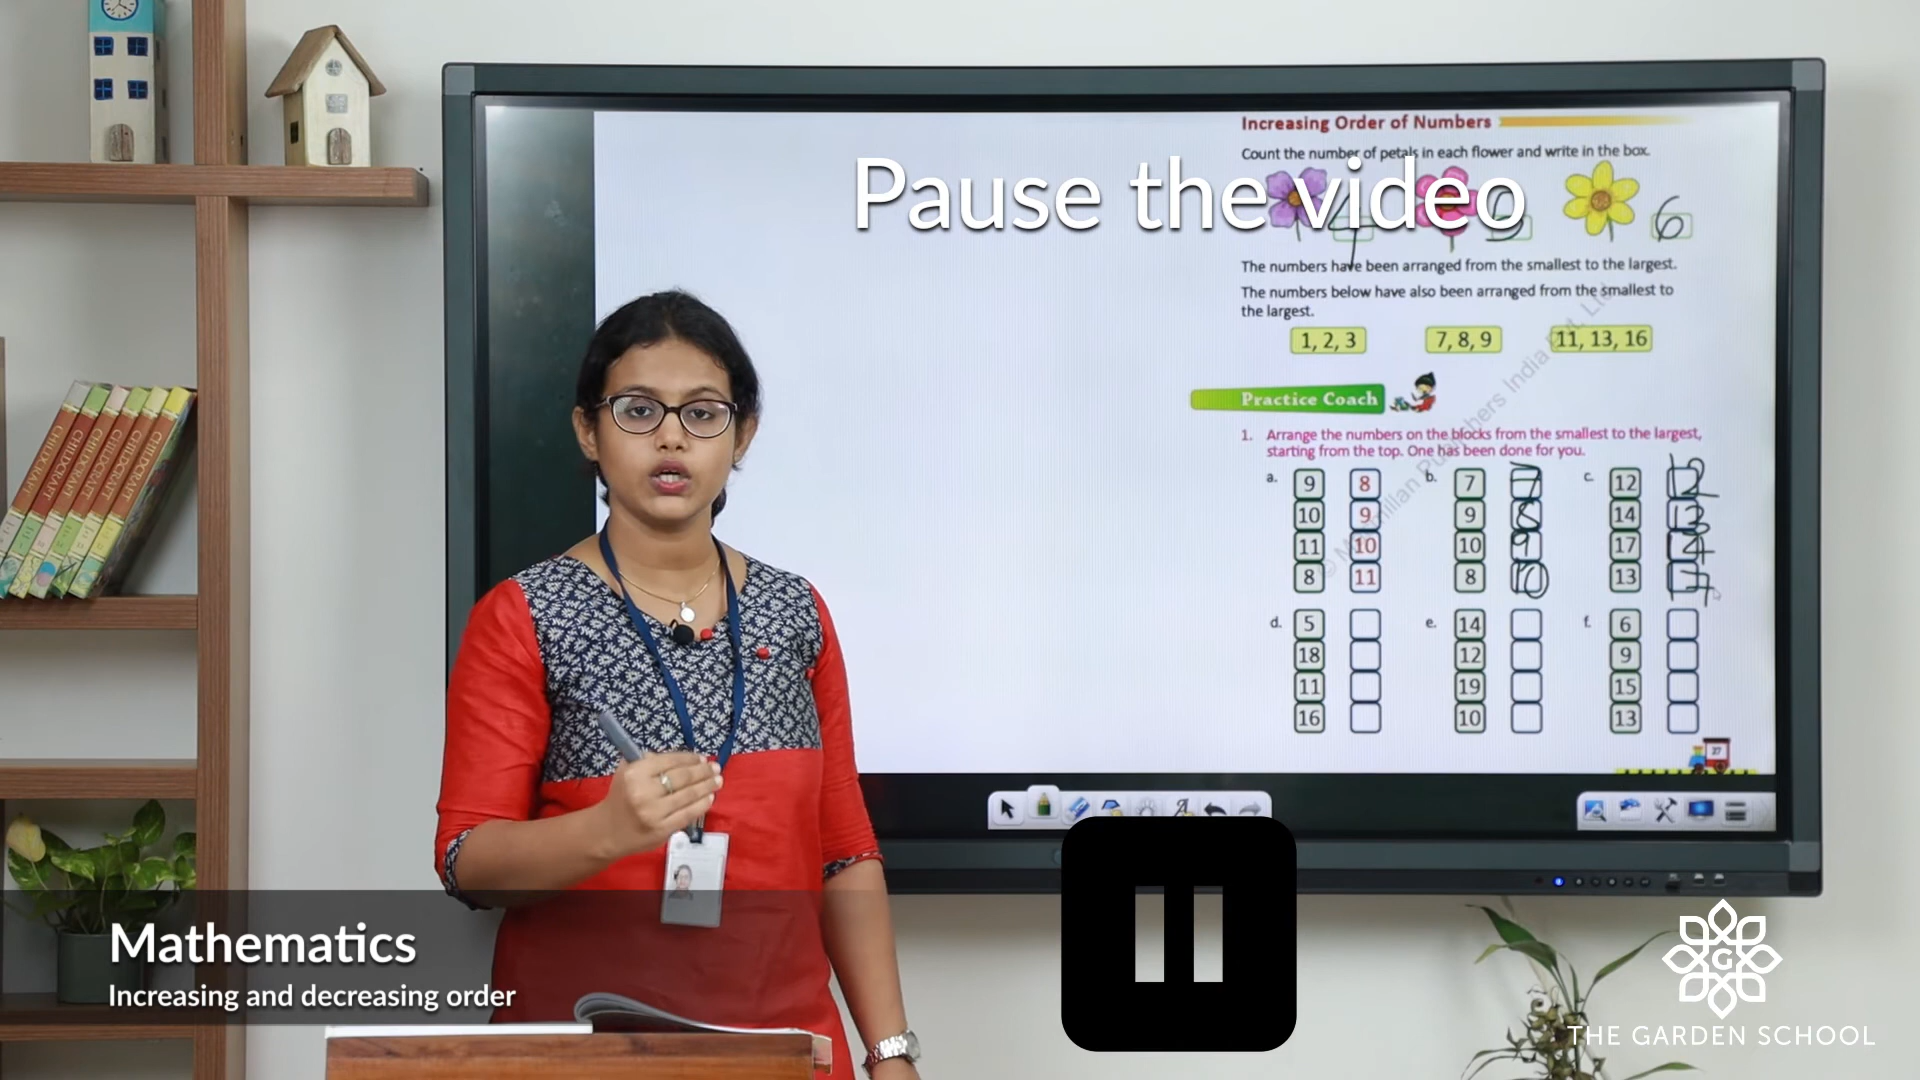 Increasing Order of Numbers
Count the number of petals in each flower and write in the box.
Pause the video
4
6
The numbers have been arranged from the smallest to the largest.
The numbers below have also been arranged from the smallest to
the largest.
1, 2, 3 7, 8, 9 11, 13, 16
Practice Coach
1. Arrange the numbers on the blocks from the smallest to the largest,
starting from the top. One has been done for you.
a. 9 8 b. 7 7 c. 12 12
10 9 9 8 14 13
11 10 10 9 17 14
8 11 8 10 13 17
d. 5 e. 14 f. 6
18 12 9
11 19 15
16 10 13
27
CHILDCRAFT
CHILDCRAFT
CHILDCRAFT
CHILDCRAFT
CHILDCRAFT
Mathematics
Increasing and decreasing order
G
THE GARDEN SCHOOL